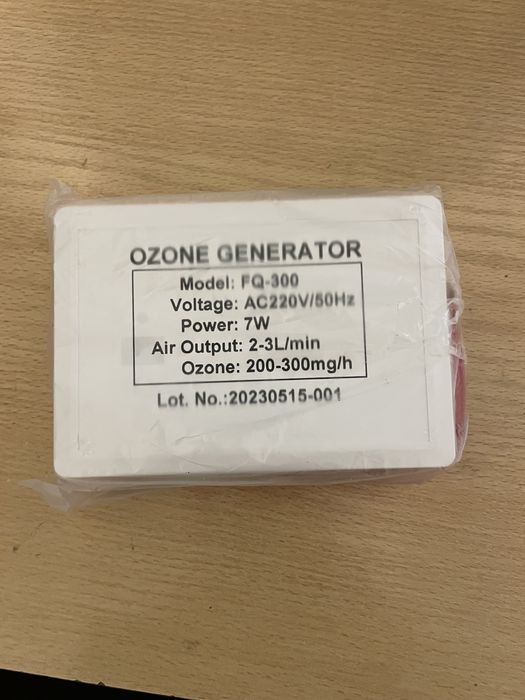 OZONE GENERATOR
Model: FQ-300
Voltage: AC220V/50Hz
Power: 7W
Air Output: 2-3L/min
Ozone: 200-300mg/h
Lot. No.:20230515-001